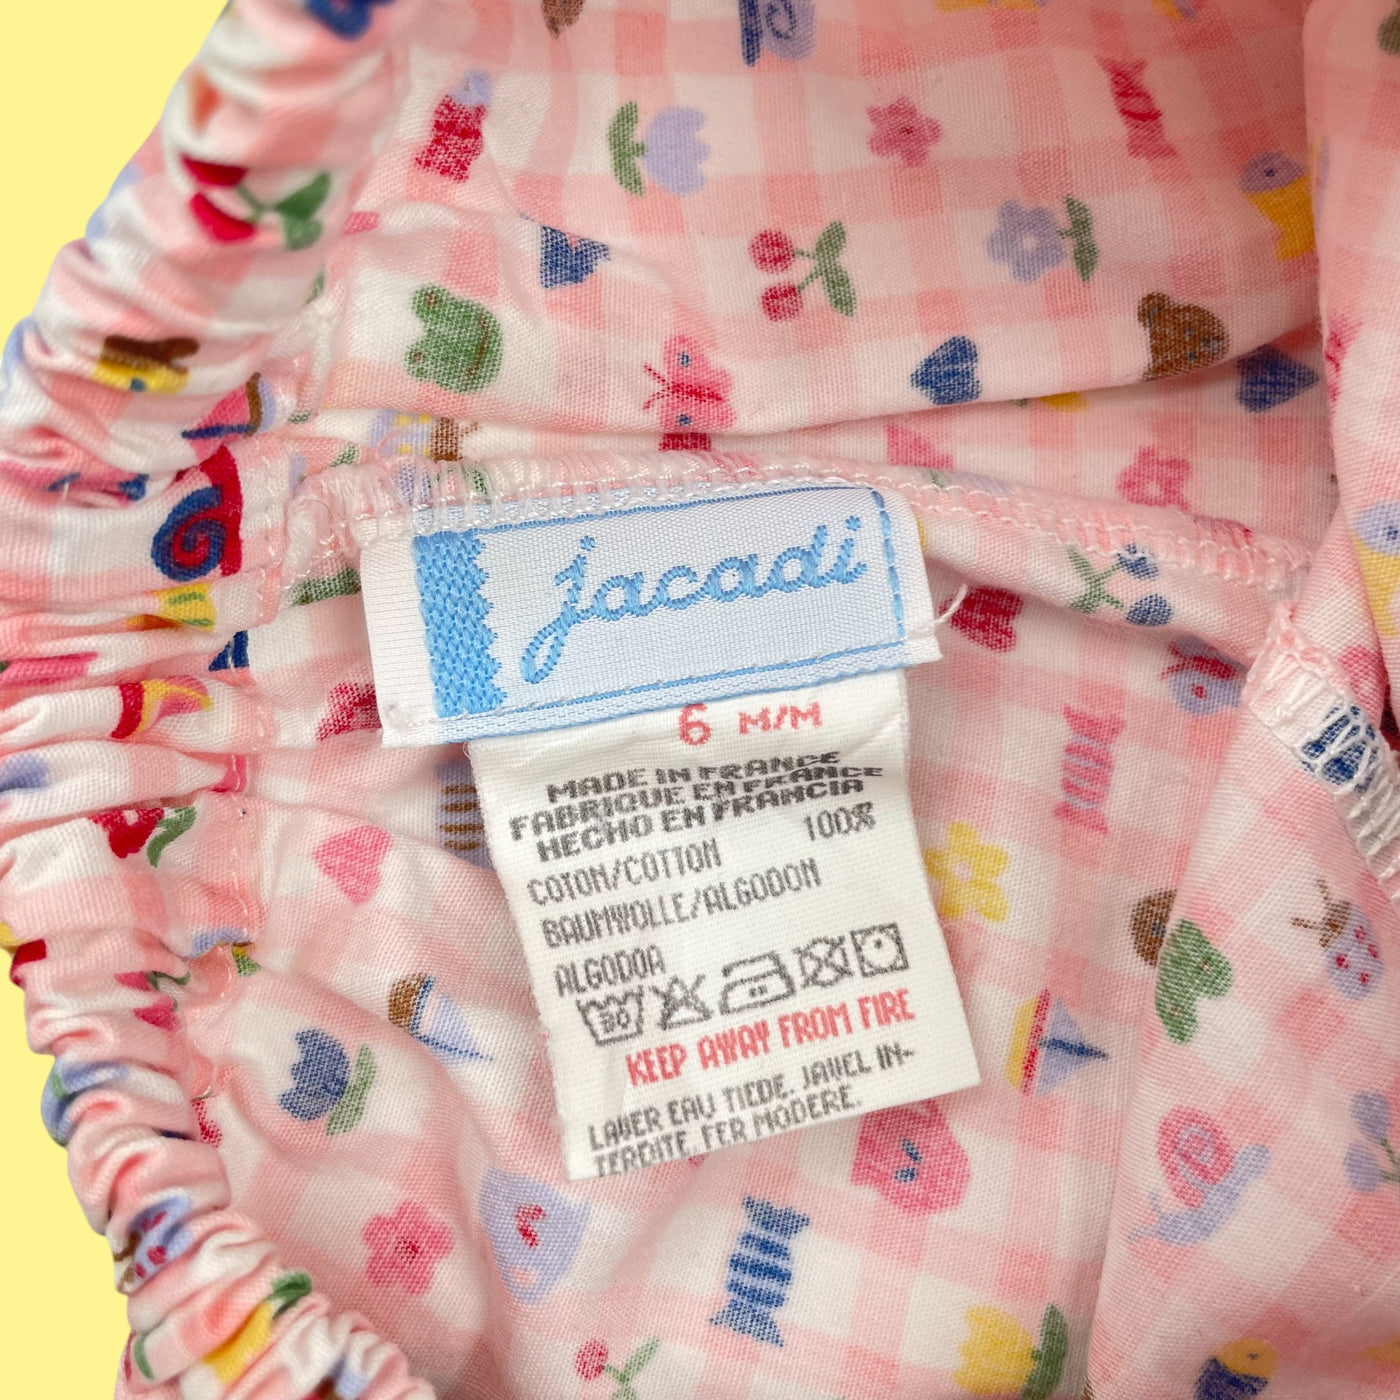 jacadi
6 M/M
MADE IN FRANCE
FABRIQUE EN FRANCE
HECHO EN FRANCIA
100%
COTON/COTTON
BAUMWOLLE/ALGODON
ALGODOA
30
KEEP AWAY FROM FIRE
LAVER EAU TIEDE. JAVEL IN-
TERDITE. FER MODERE.